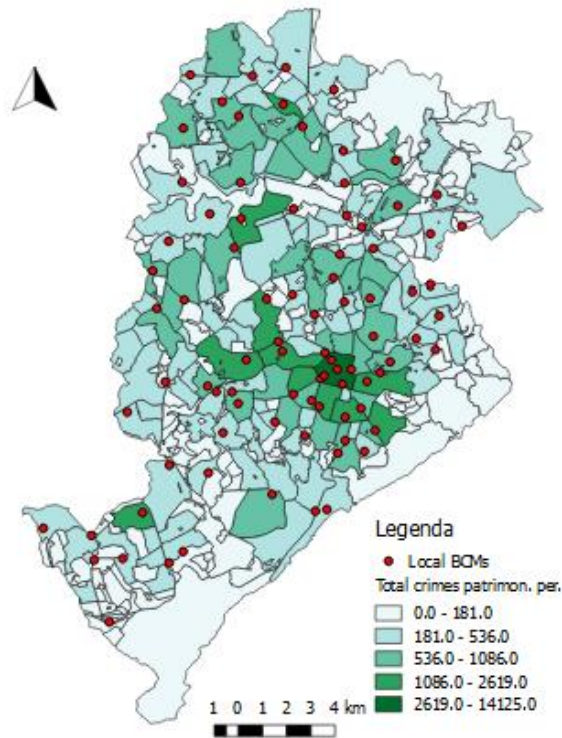 Legenda
Local BCMs
Total crimes patrimon. per.
0.0 - 181.0
181.0 - 536.0
536.0 - 1086.0
1086.0 - 2619.0
2619.0 - 14125.0
1 0 1 2 3 4 km